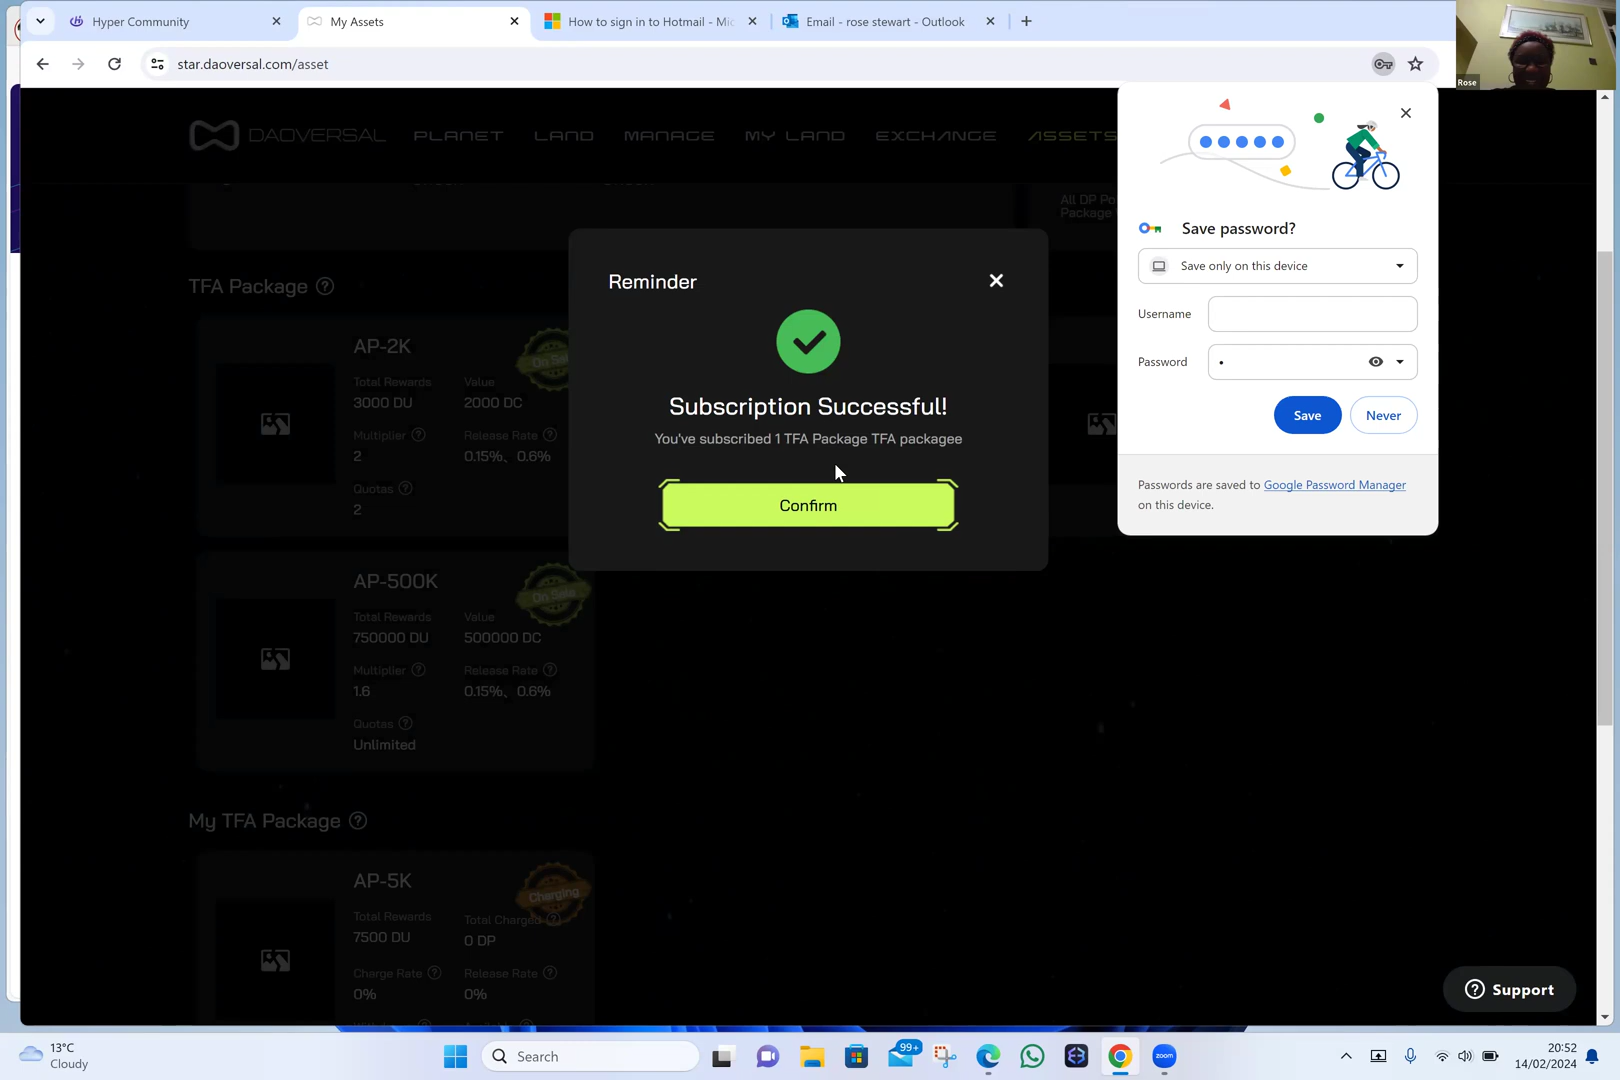 Hyper Community
My Assets
How to sign in to Hotmail - Mic
Email - rose stewart - Outlook
star.daoversal.com/asset
Rose
DAOVERSAL
PLANET
LAND
MANAGE
MY LAND
EXCHANGE
ASSETS
All DP Po
Package
TFA Package
AP-2K
On Sale
Total Rewards
Value
3000 DU
2000 DC
Multiplier
Release Rate
2
0.15%、0.6%
Quotas
2
AP-500K
On Sale
Total Rewards
Value
750000 DU
500000 DC
Multiplier
Release Rate
1.6
0.15%、0.6%
Quotas
Unlimited
My TFA Package
AP-5K
Charging
Total Rewards
Total Charged
7500 DU
0 DP
Charge Rate
Release Rate
0%
0%
Reminder
Subscription Successful!
You've subscribed 1 TFA Package TFA packagee
Confirm
Save password?
Save only on this device
Username
Password
Save
Never
Passwords are saved to Google Password Manager
on this device.
Support
13°C
Cloudy
Search
99+
zoom
20:52
14/02/2024